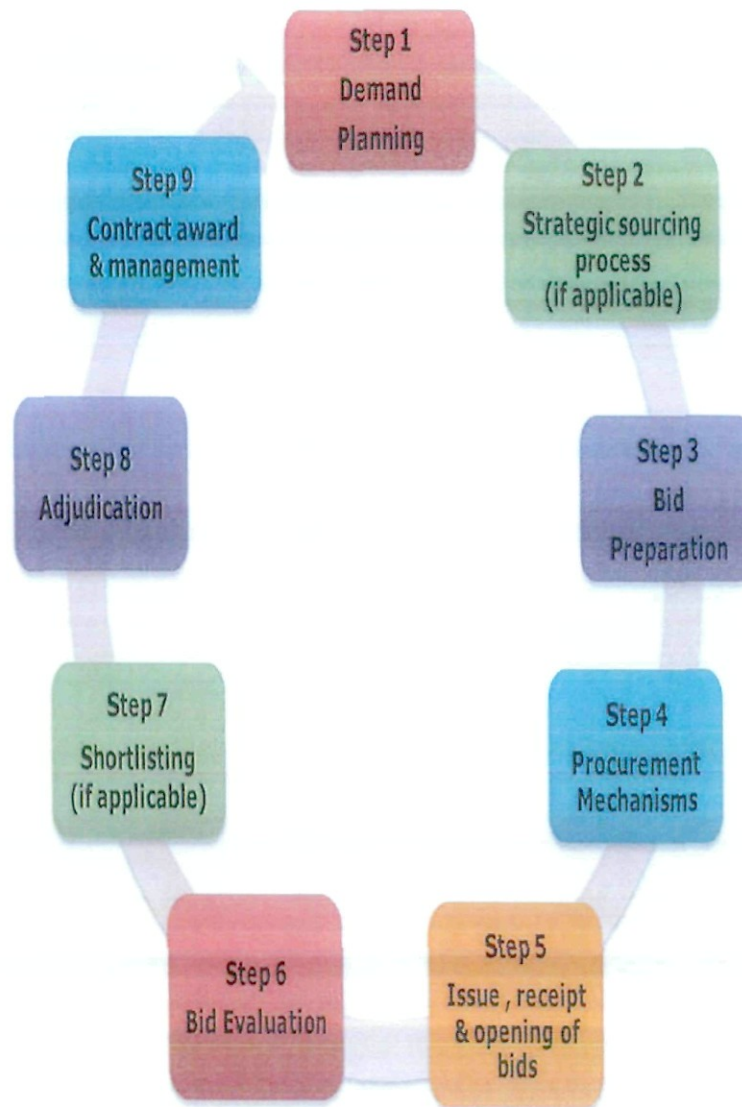 Step 1
Demand
Planning
Step 2
Strategic sourcing
process
(if applicable)
Step 3
Bid
Preparation
Step 4
Procurement
Mechanisms
Step 5
Issue , receipt
& opening of
bids
Step 6
Bid Evaluation
Step 7
Shortlisting
(if applicable)
Step 8
Adjudication
Step 9
Contract award
& management